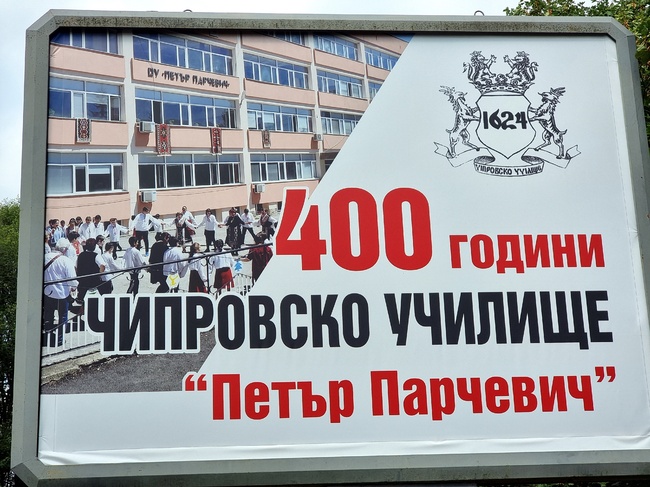 ОУ "ПЕТЪР ПАРЧЕВИЧ"
1624
ЧИПРОВСКО УЧИЛИЩЕ
400 години
ЧИПРОВСКО УЧИЛИЩЕ
“Петър Парчевич”